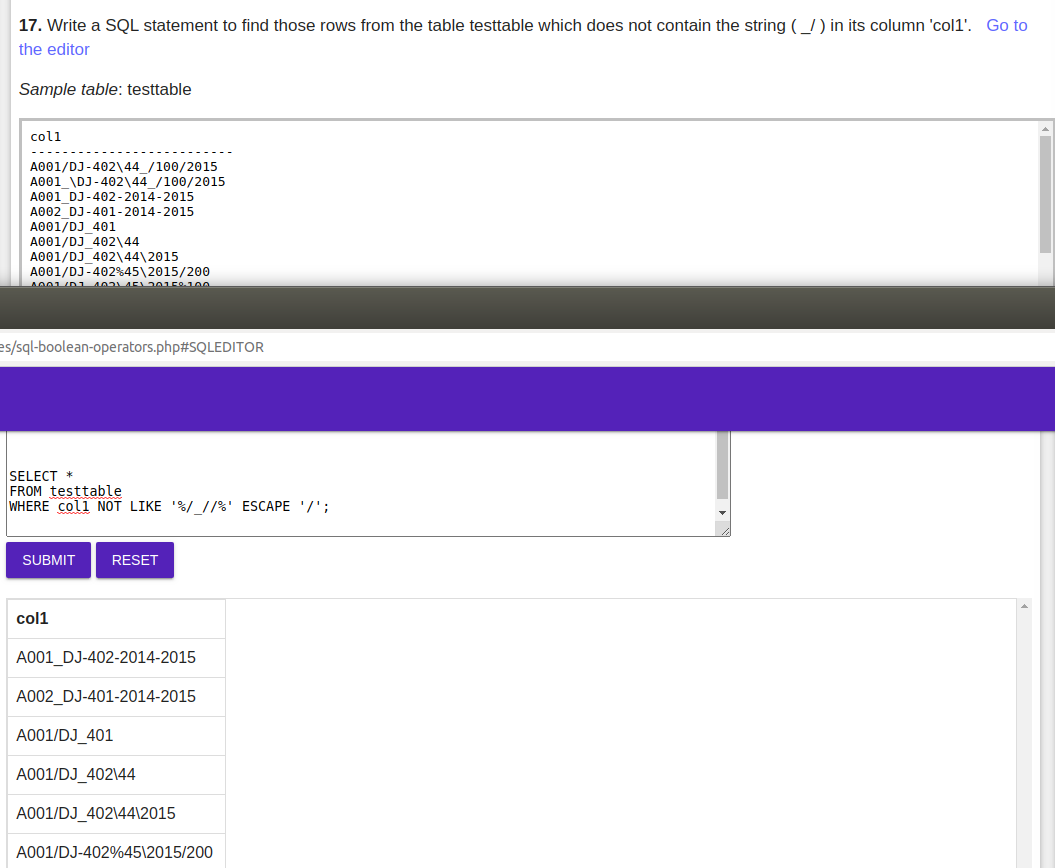 17. Write a SQL statement to find those rows from the table testtable which does not contain the string ( _/ ) in its column 'col1'. Go to
the editor
Sample table: testtable
col1
--------------------------
A001/DJ-402\44_/100/2015
A001_\DJ-402\44_/100/2015
A001_DJ-402-2014-2015
A002_DJ-401-2014-2015
A001/DJ_401
A001/DJ_402\44
A001/DJ_402\44\2015
A001/DJ-402%45\2015/200
A001/DJ_402\45\2015%100
es/sql-boolean-operators.php#SQLEDITOR
SELECT *
FROM testtable
WHERE col1 NOT LIKE '%/_//%' ESCAPE '/';
SUBMIT RESET
col1
A001_DJ-402-2014-2015
A002_DJ-401-2014-2015
A001/DJ_401
A001/DJ_402\44
A001/DJ_402\44\2015
A001/DJ-402%45\2015/200